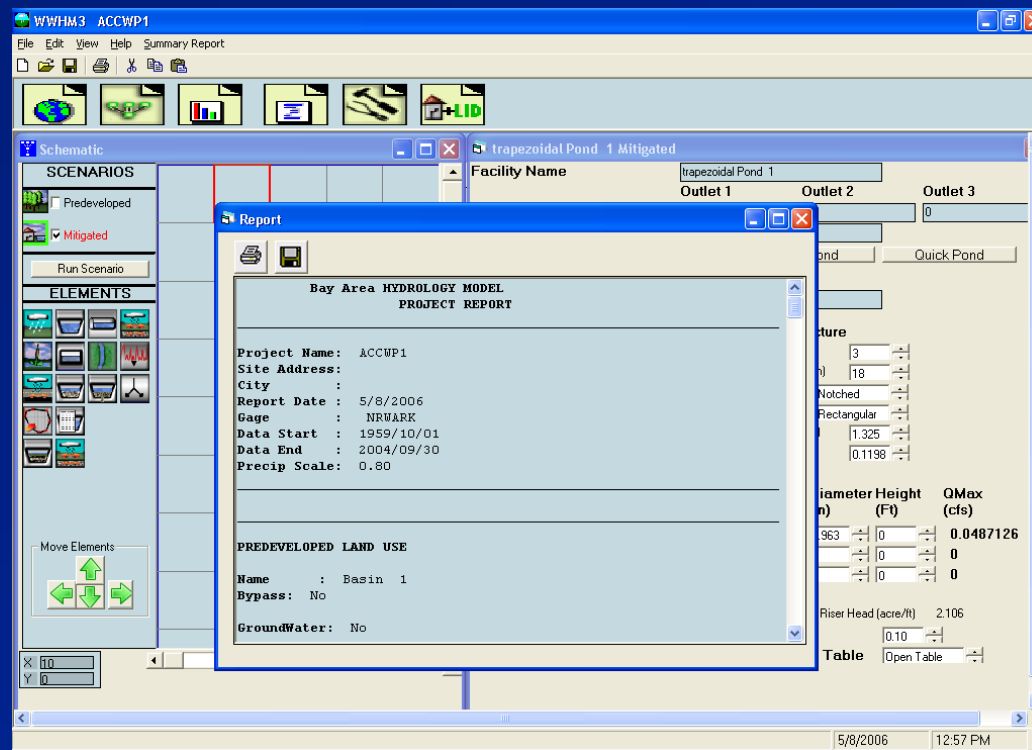 WWHM3 ACCWP1
File Edit View Help Summary Report
+LID
Schematic
SCENARIOS
Predeveloped
Mitigated
Run Scenario
ELEMENTS
Move Elements
X 10
Y 0
trapezoidal Pond 1 Mitigated
Facility Name
trapezoidal Pond 1
Outlet 1 Outlet 2 Outlet 3
0
Quick Pond
3
18
Notched
Rectangular
1.325
0.1198
Height QMax
(Ft) (cfs)
0 0.0487126
0 0
0 0
Riser Head (acre/ft) 2.106
0.10
Table Open Table
Report
Bay Area HYDROLOGY MODEL
PROJECT REPORT
Project Name: ACCWP1
Site Address:
City :
Report Date : 5/8/2006
Gage : NRWARK
Data Start : 1959/10/01
Data End : 2004/09/30
Precip Scale: 0.80
PREDEVELOPED LAND USE
Name : Basin 1
Bypass: No
GroundWater: No
5/8/2006 12:57 PM